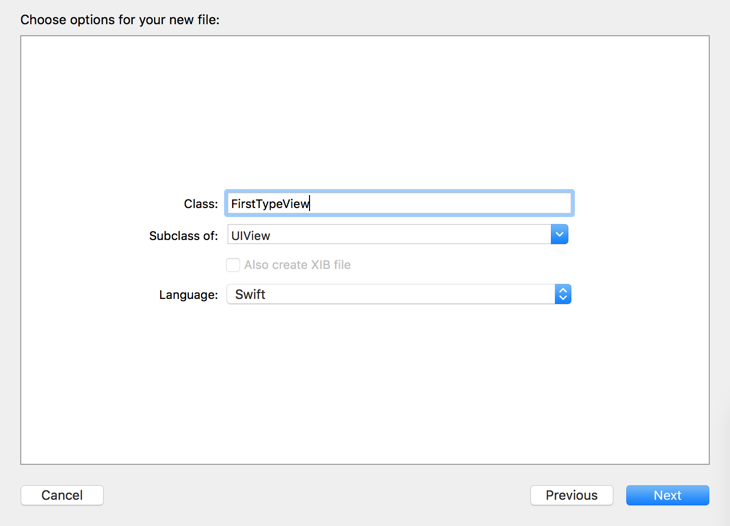 Choose options for your new file:
Class: FirstTypeView
Subclass of: UIView
Also create XIB file
Language: Swift
Cancel Previous Next